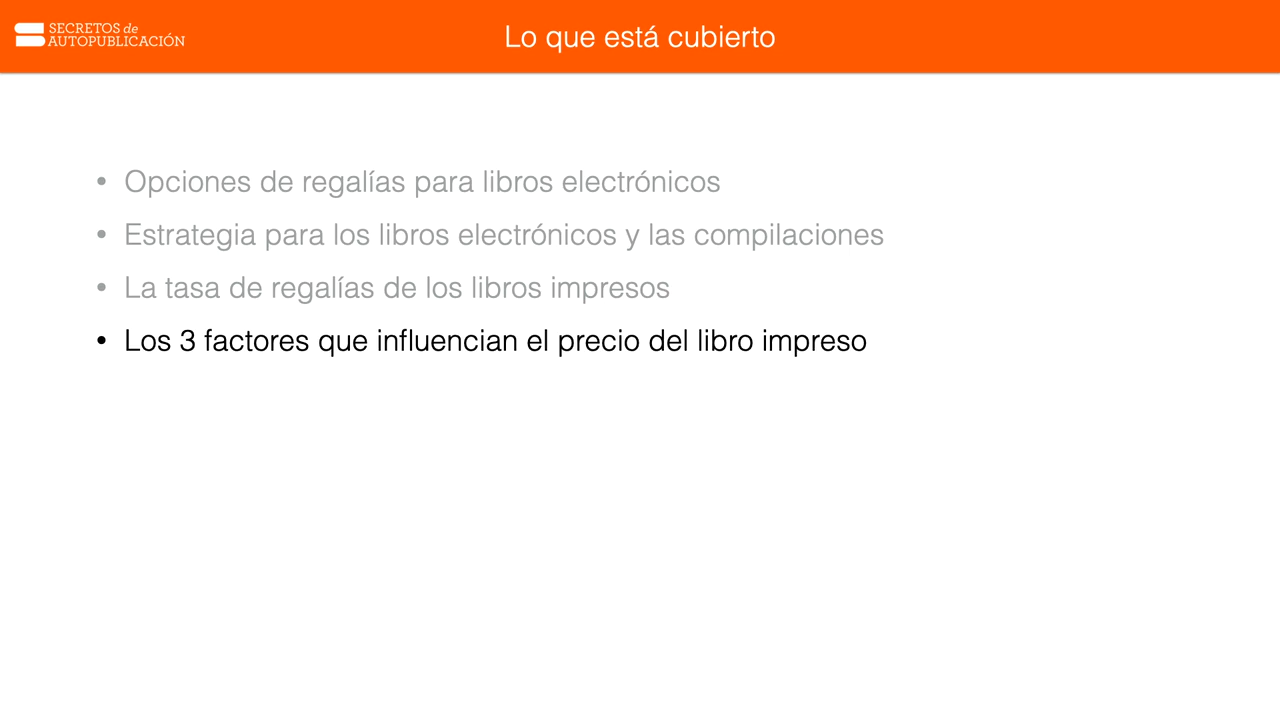 SECRETOS de
AUTOPUBLICACIÓN
Lo que está cubierto
• Opciones de regalías para libros electrónicos
• Estrategia para los libros electrónicos y las compilaciones
• La tasa de regalías de los libros impresos
• Los 3 factores que influencian el precio del libro impreso